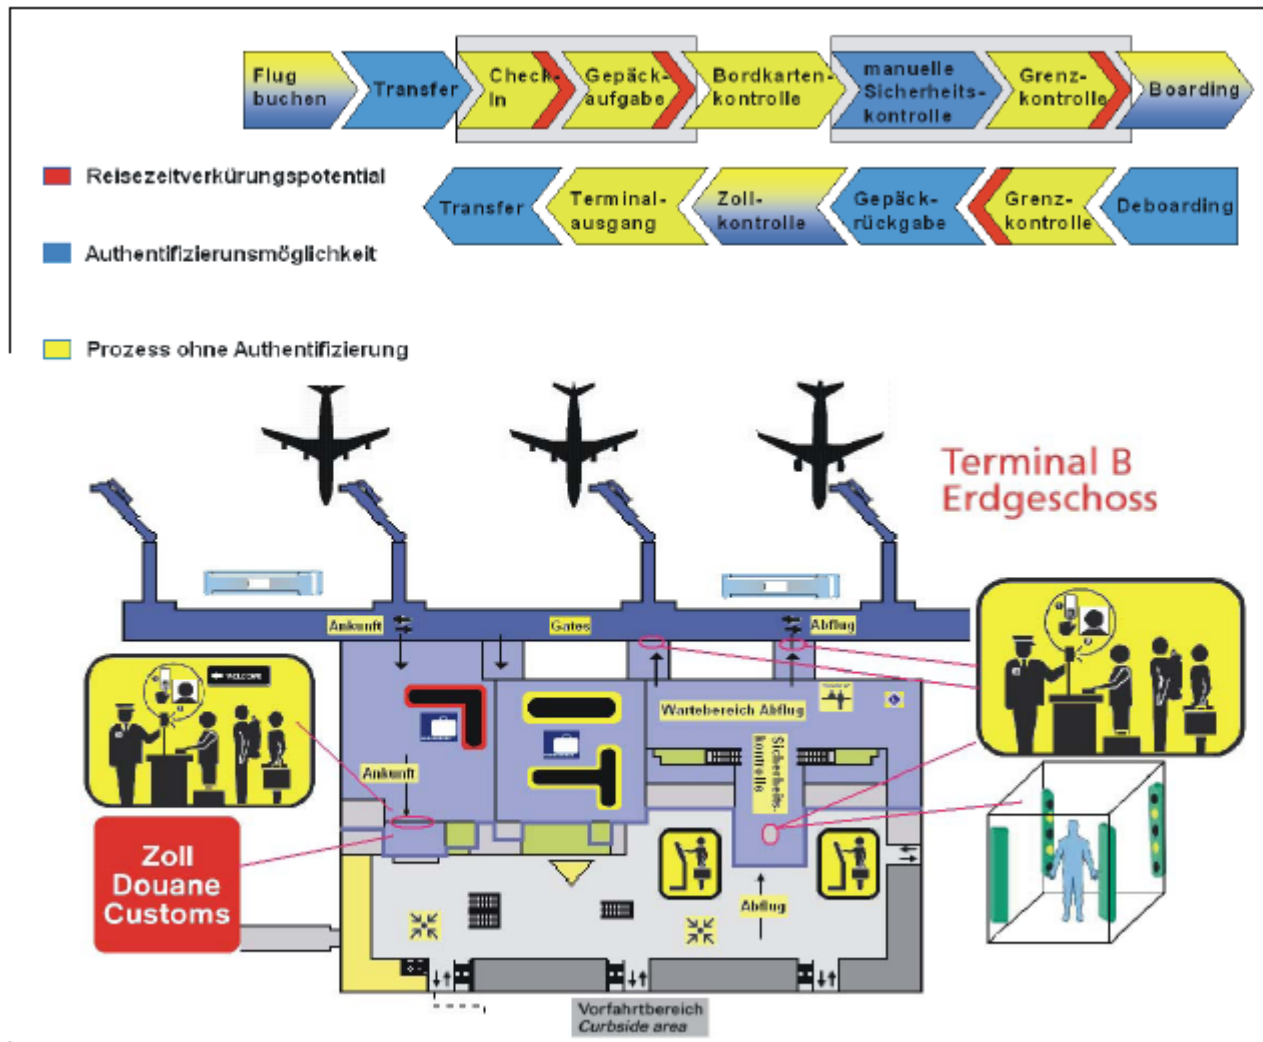 Flug
buchen
Transfer
Check-
In
Gepäck-
aufgabe
Bordkarten-
kontrolle
manuelle
Sicherheits-
kontrolle
Grenz-
kontrolle
Boarding
Reisezeitverkürungspotential
Transfer
Terminal-
ausgang
Zoll-
kontrolle
Gepäck-
rückgabe
Grenz-
kontrolle
Deboarding
Authentifizierunsmöglichkeit
Prozess ohne Authentifizierung
Terminal B
Erdgeschoss
Ankunft
Gates
Abflug
WELCOME
Wartebereich Abflug
Sicherheits-
kontrolle
Ankunft
Zoll
Douane
Customs
Abflug
Vorfahrtbereich
Curbside area